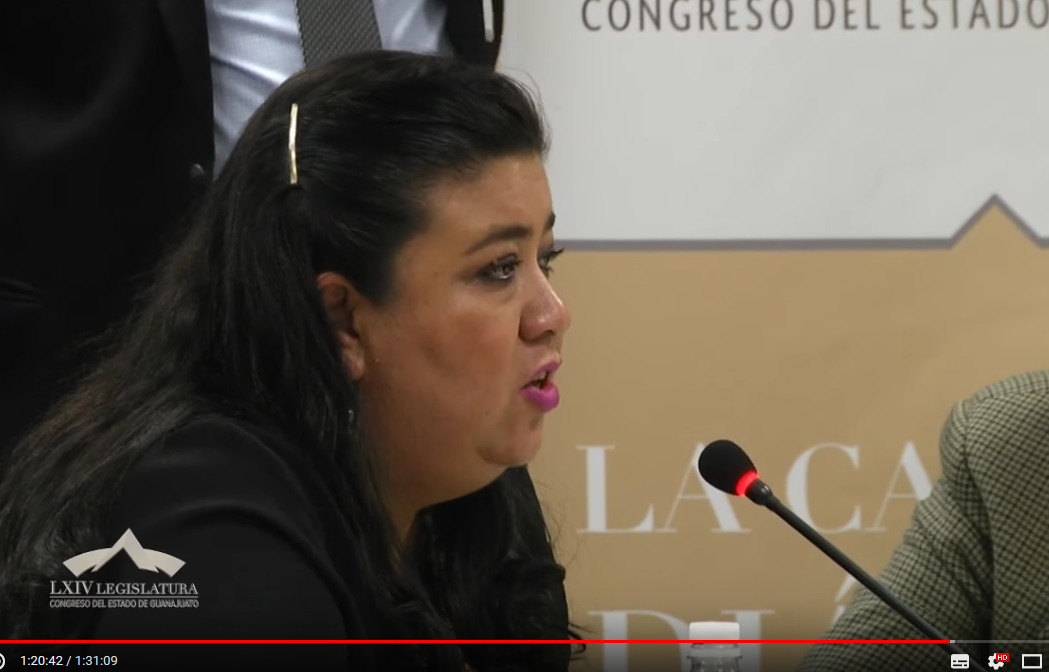 CONGRESO DEL ESTADO
LA CA
DIÁ
LXIV LEGISLATURA
CONGRESO DEL ESTADO DE GUANAJUATO
1:20:42 / 1:31:09
HD